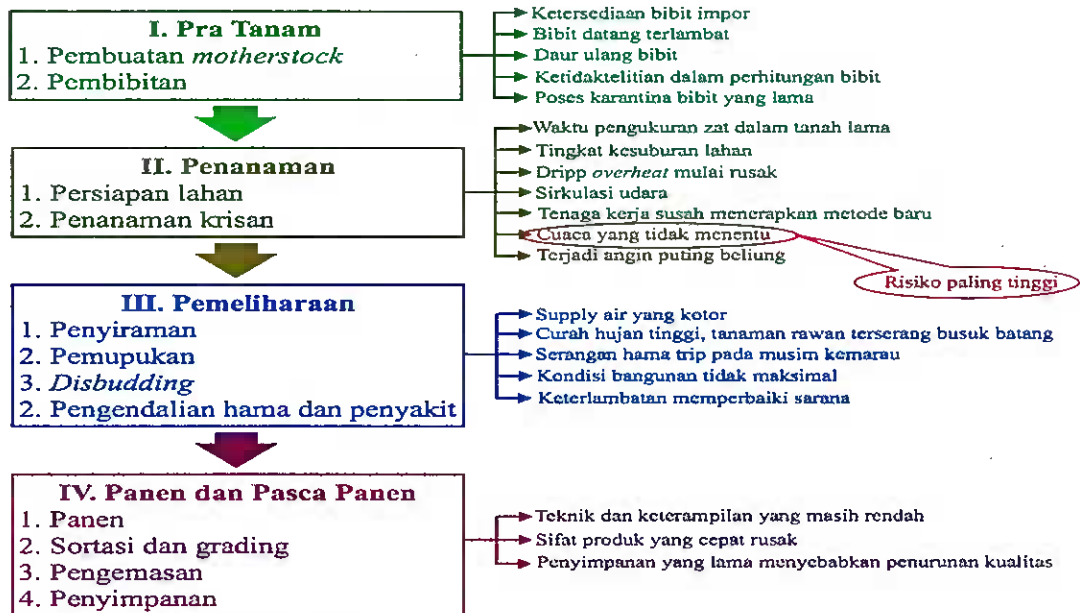 I. Pra Tanam
1. Pembuatan motherstock
2. Pembibitan
Ketersediaan bibit impor
Bibit datang terlambat
Daur ulang bibit
Ketidaktelitian dalam perhitungan bibit
Poses karantina bibit yang lama
II. Penanaman
1. Persiapan lahan
2. Penanaman krisan
Waktu pengukuran zat dalam tanah lama
Tingkat kesuburan lahan
Dripp overheat mulai rusak
Sirkulasi udara
Tenaga kerja susah menerapkan metode baru
Cuaca yang tidak menentu
Terjadi angin puting beliung
Risiko paling tinggi
III. Pemeliharaan
1. Penyiraman
2. Pemupukan
3. Disbudding
2. Pengendalian hama dan penyakit
Supply air yang kotor
Curah hujan tinggi, tanaman rawan terserang busuk batang
Serangan hama trip pada musim kemarau
Kondisi bangunan tidak maksimal
Keterlambatan memperbaiki sarana
IV. Panen dan Pasca Panen
1. Panen
2. Sortasi dan grading
3. Pengemasan
4. Penyimpanan
Teknik dan keterampilan yang masih rendah
Sifat produk yang cepat rusak
Penyimpanan yang lama menyebabkan penurunan kualitas